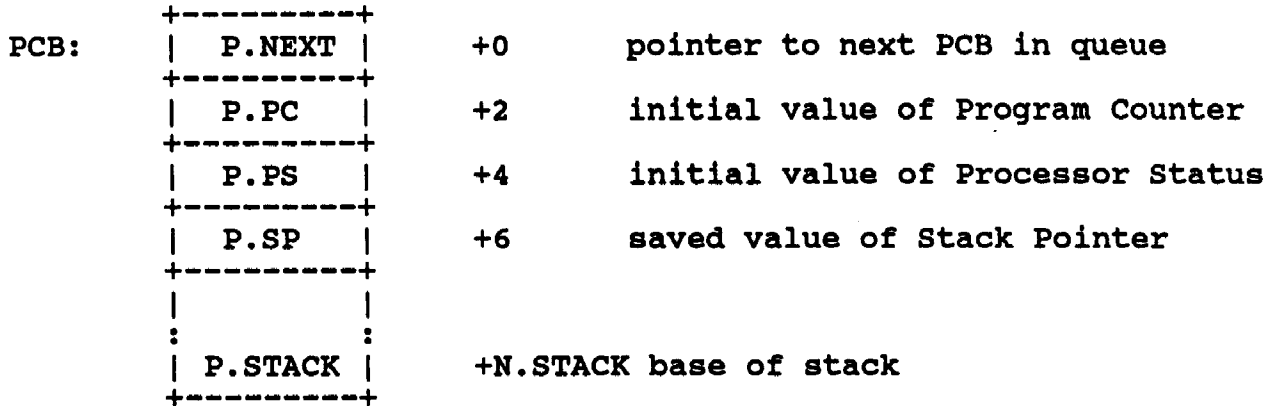 +----------+
PCB: | P.NEXT | +0 pointer to next PCB in queue
+----------+
| P.PC | +2 initial value of Program Counter
+----------+
| P.PS | +4 initial value of Processor Status
+----------+
| P.SP | +6 saved value of Stack Pointer
+----------+
| |
: :
| P.STACK | +N.STACK base of stack
+----------+